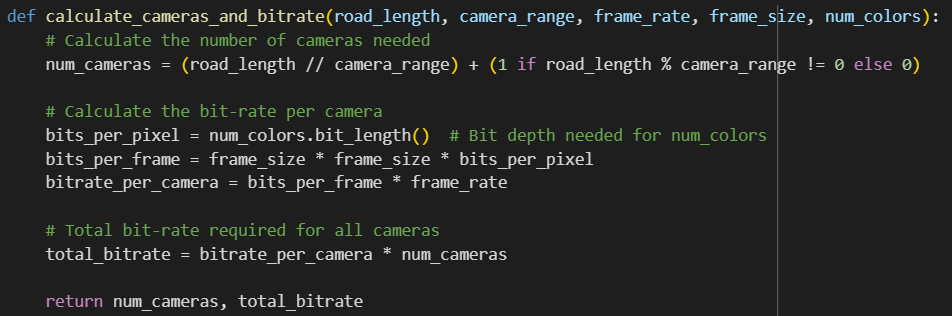 def calculate_cameras_and_bitrate(road_length, camera_range, frame_rate, frame_size, num_colors):
    # Calculate the number of cameras needed
    num_cameras = (road_length // camera_range) + (1 if road_length % camera_range != 0 else 0)

    # Calculate the bit-rate per camera
    bits_per_pixel = num_colors.bit_length()  # Bit depth needed for num_colors
    bits_per_frame = frame_size * frame_size * bits_per_pixel
    bitrate_per_camera = bits_per_frame * frame_rate

    # Total bit-rate required for all cameras
    total_bitrate = bitrate_per_camera * num_cameras

    return num_cameras, total_bitrate